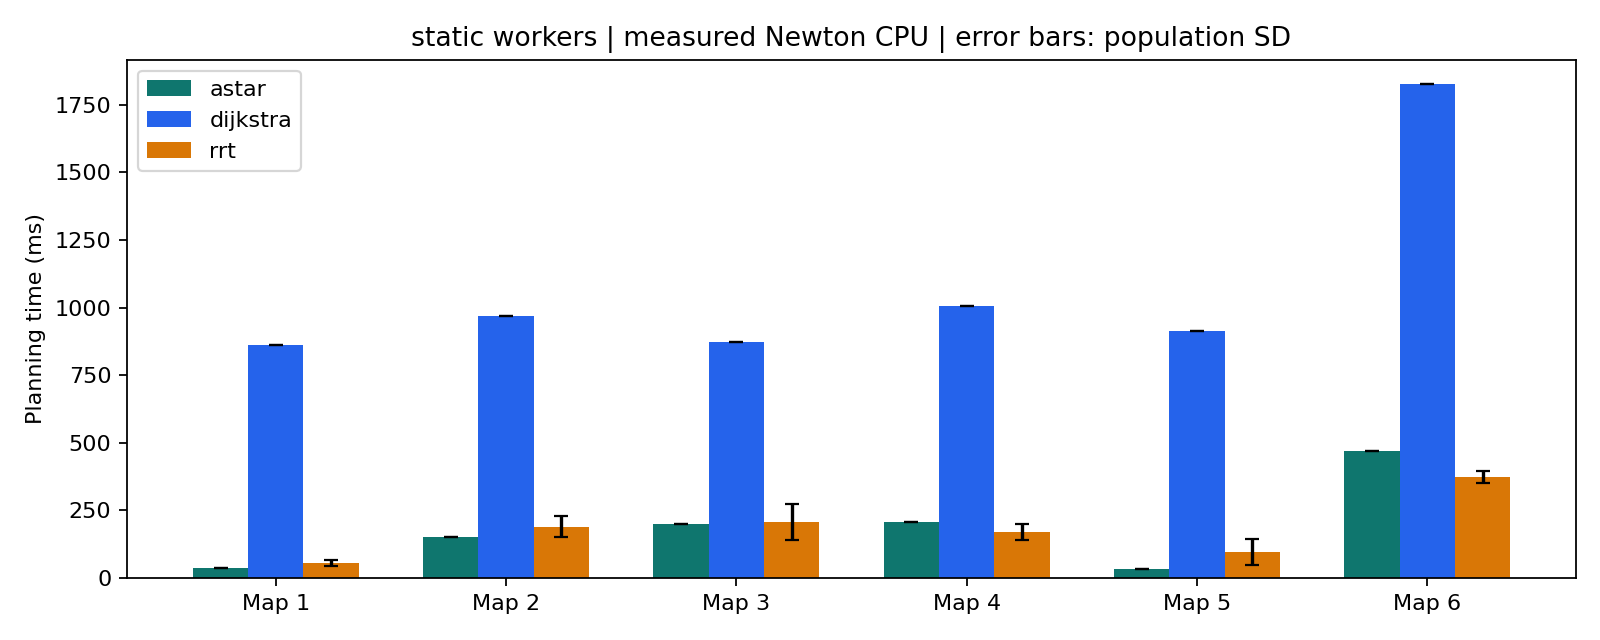 static workers | measured Newton CPU | error bars: population SD
astar
dijkstra
rrt
Planning time (ms)
1750
1500
1250
1000
750
500
250
0
Map 1
Map 2
Map 3
Map 4
Map 5
Map 6